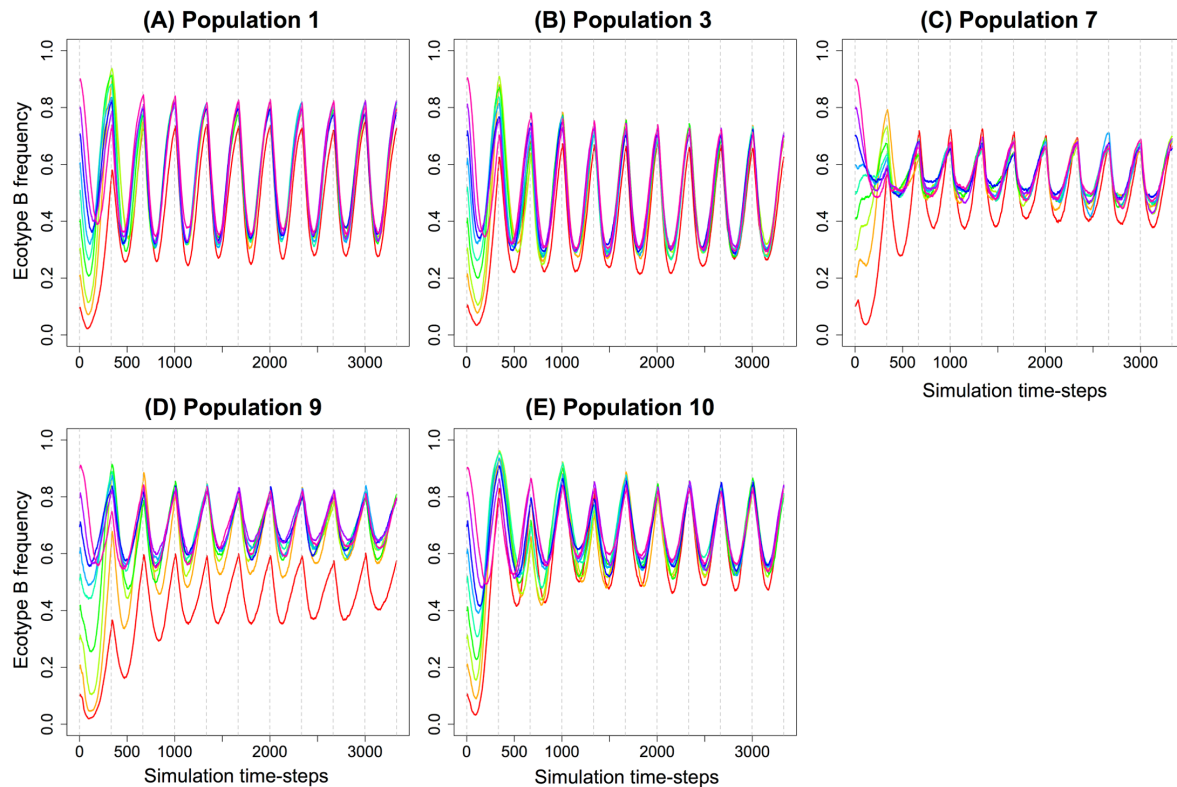 (A) Population 1
(B) Population 3
(C) Population 7
Ecotype B frequency
1.0
0.8
0.6
0.4
0.2
0.0
0 500 1000 2000 3000
1.0
0.8
0.6
0.4
0.2
0.0
0 500 1000 2000 3000
1.0
0.8
0.6
0.4
0.2
0.0
0 500 1000 2000 3000
Simulation time-steps
(D) Population 9
(E) Population 10
Ecotype B frequency
1.0
0.8
0.6
0.4
0.2
0.0
0 500 1000 2000 3000
Simulation time-steps
1.0
0.8
0.6
0.4
0.2
0.0
0 500 1000 2000 3000
Simulation time-steps